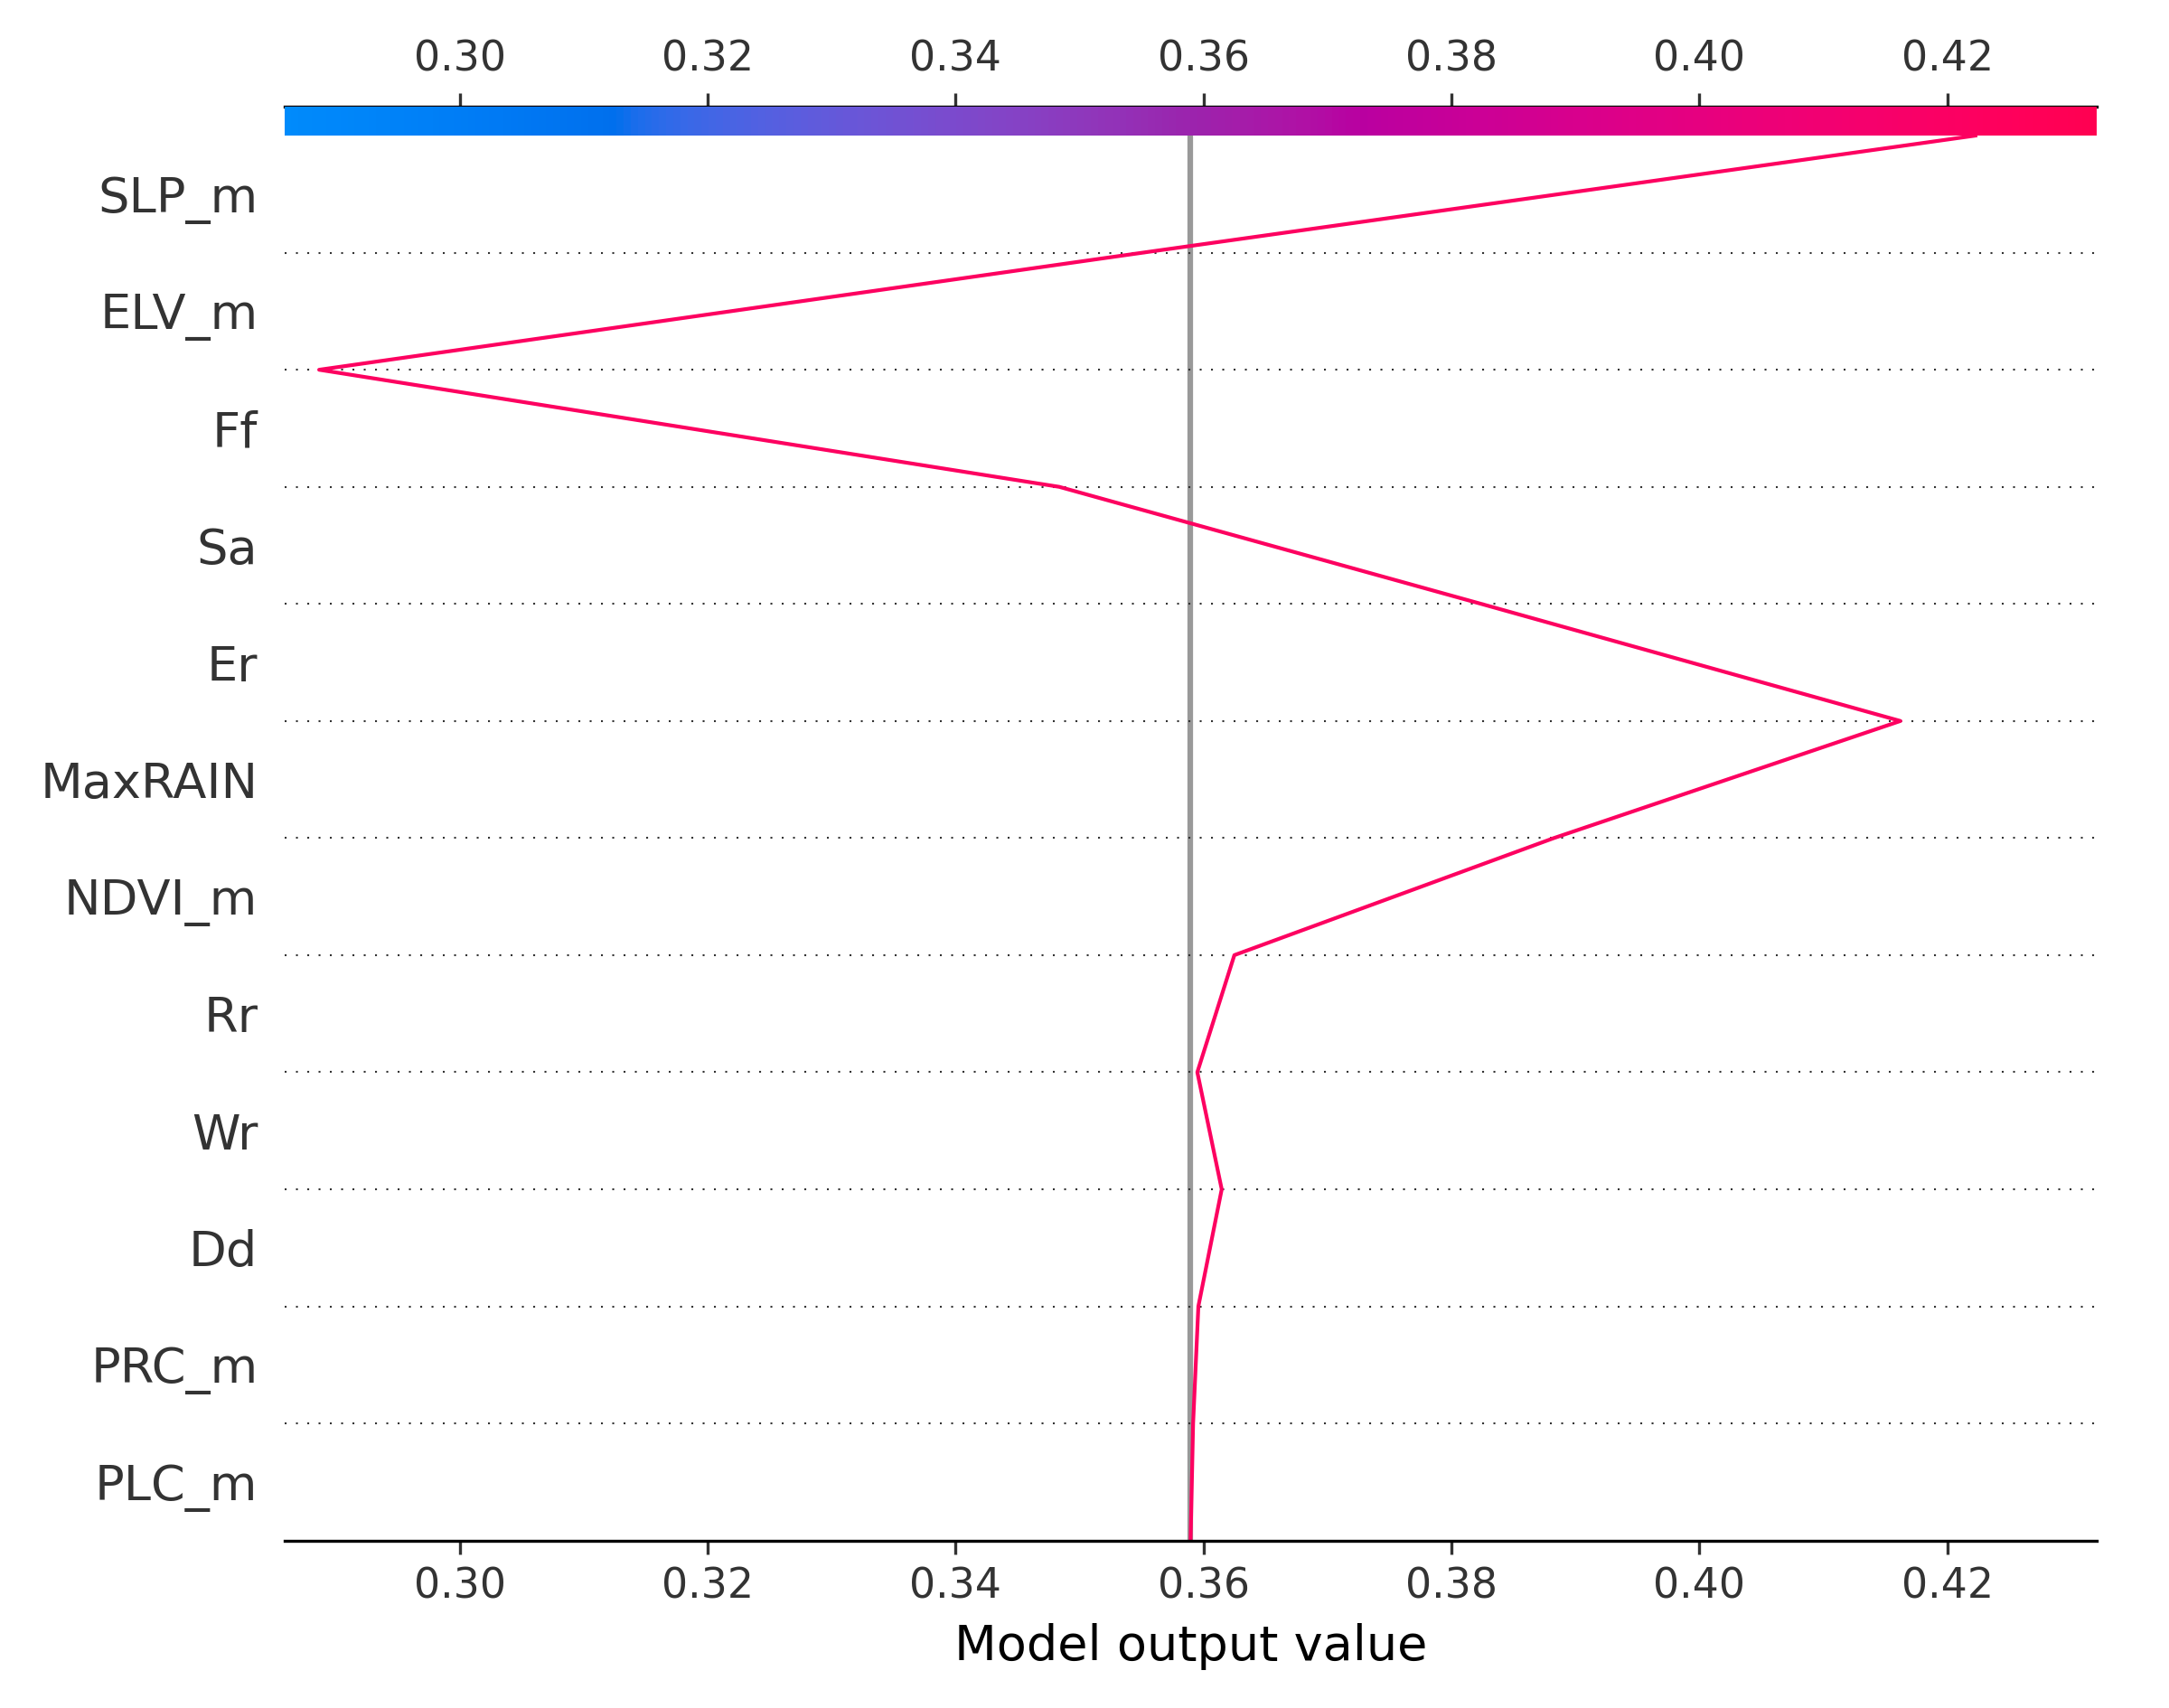 0.30 0.32 0.34 0.36 0.38 0.40 0.42
SLP_m
ELV_m
Ff
Sa
Er
MaxRAIN
NDVI_m
Rr
Wr
Dd
PRC_m
PLC_m
0.30 0.32 0.34 0.36 0.38 0.40 0.42
Model output value